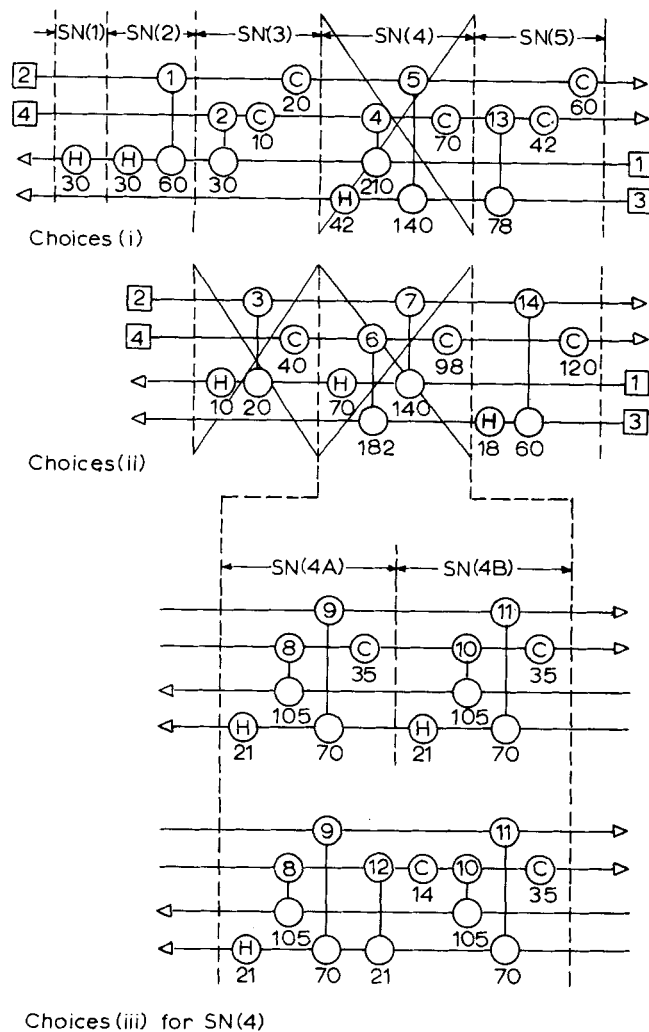 SN(1) SN(2) SN(3) SN(4) SN(5)
2 1 C 5 C
20 60
4 2 C 4 C 13 C
10 70 42
H H 1
30 30 60 30 210
H 3
42 140 78
Choices (i)
2 3 7 14
4 C 6 C C
40 98 120
H H 1
10 20 70 140
H 3
182 18 60
Choices (ii)
SN(4A) SN(4B)
9 11
8 C 10 C
35 35
105 105
H H
21 70 21 70
9 11
8 12 C 10 C
14 35
105 105
H
21 70 21 70
Choices (iii) for SN(4)